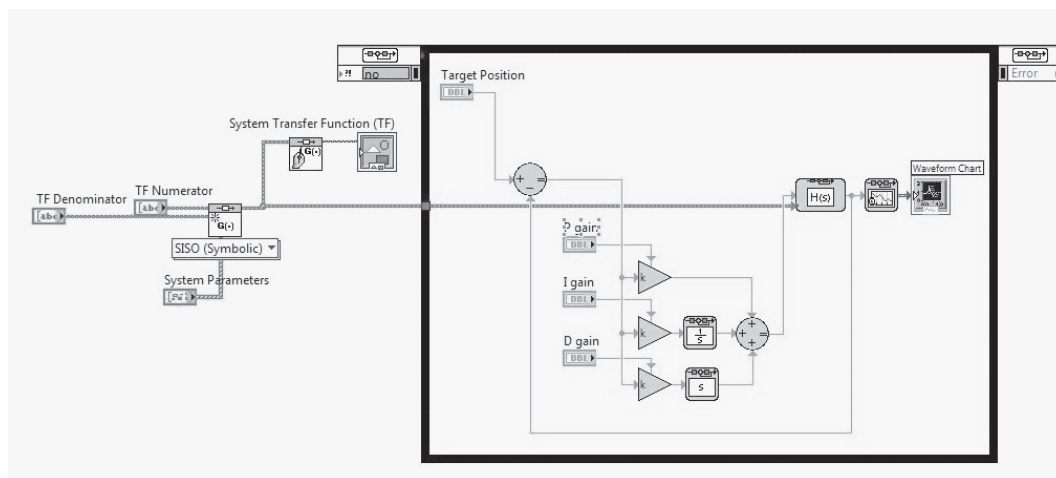 ?! no
Error
Target Position
DBL
System Transfer Function (TF)
G(·)
TF Numerator
TF Denominator
[abc]
[abc]
G(·)
SISO (Symbolic)
System Parameters
Waveform Chart
H(s)
P gain
DBL
k
I gain
DBL
k
1
s
D gain
DBL
k
s
+
−
=
+
+
+
=